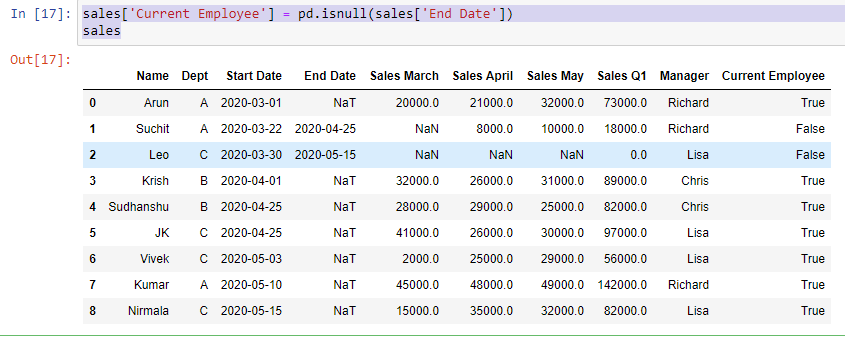 In [17]: sales['Current Employee'] = pd.isnull(sales['End Date'])
sales
Out[17]:
Name Dept Start Date End Date Sales March Sales April Sales May Sales Q1 Manager Current Employee
0 Arun A 2020-03-01 NaT 20000.0 21000.0 32000.0 73000.0 Richard True
1 Suchit A 2020-03-22 2020-04-25 NaN 8000.0 10000.0 18000.0 Richard False
2 Leo C 2020-03-30 2020-05-15 NaN NaN NaN 0.0 Lisa False
3 Krish B 2020-04-01 NaT 32000.0 26000.0 31000.0 89000.0 Chris True
4 Sudhanshu B 2020-04-25 NaT 28000.0 29000.0 25000.0 82000.0 Chris True
5 JK C 2020-04-25 NaT 41000.0 26000.0 30000.0 97000.0 Lisa True
6 Vivek C 2020-05-03 NaT 2000.0 25000.0 29000.0 56000.0 Lisa True
7 Kumar A 2020-05-10 NaT 45000.0 48000.0 49000.0 142000.0 Richard True
8 Nirmala C 2020-05-15 NaT 15000.0 35000.0 32000.0 82000.0 Lisa True